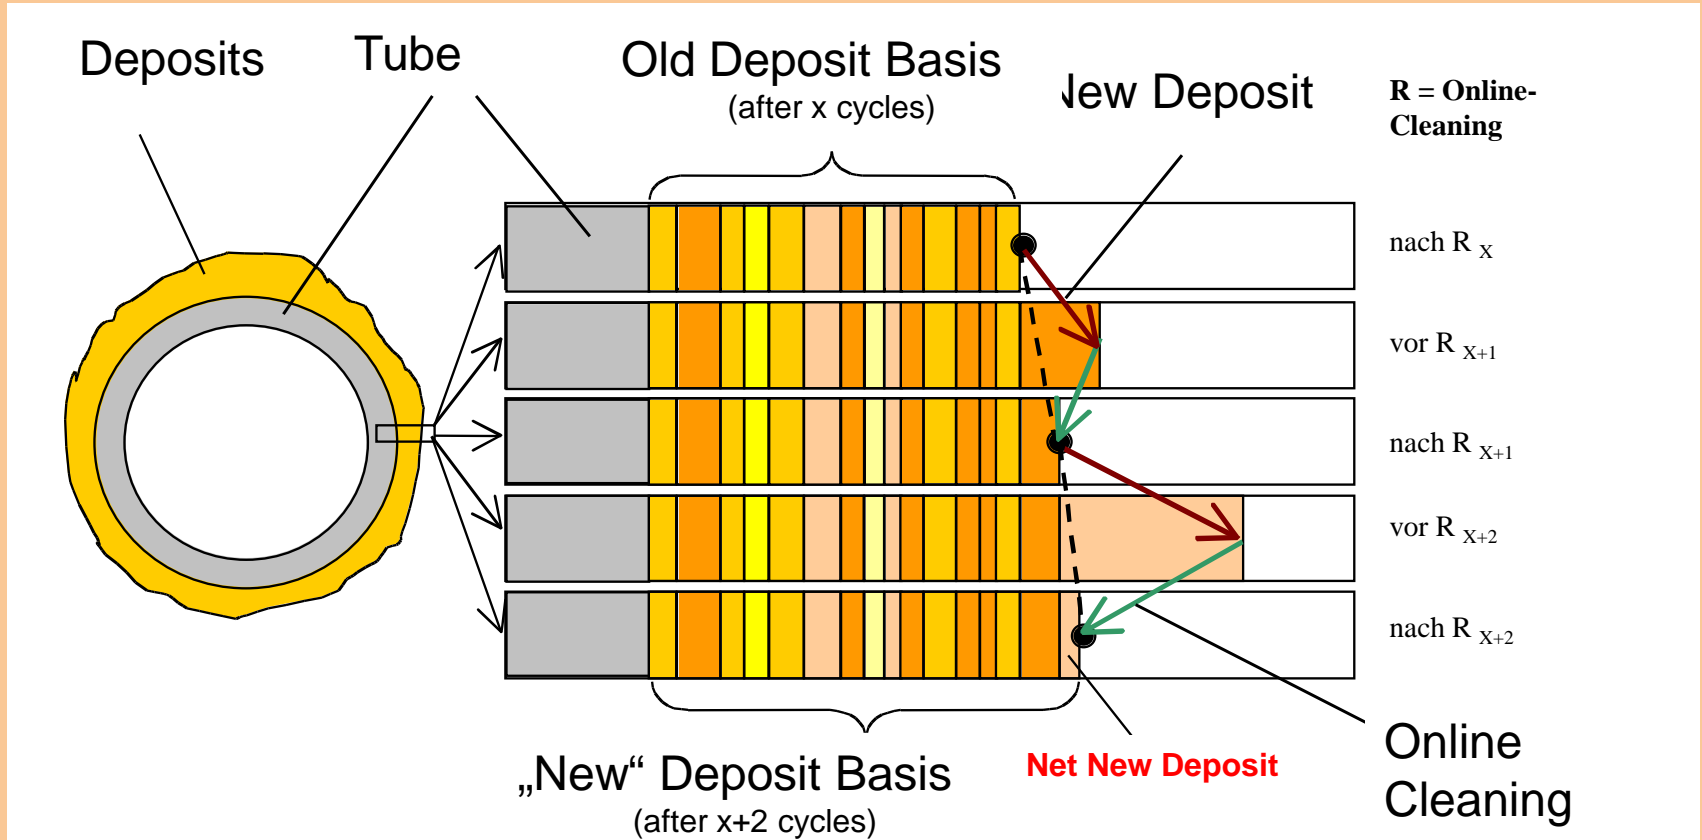 Deposits
Tube
Old Deposit Basis
(after x cycles)
New Deposit
R = Online-
Cleaning
nach R X
vor R X+1
nach R X+1
vor R X+2
nach R X+2
„New“ Deposit Basis
(after x+2 cycles)
Net New Deposit
Online
Cleaning